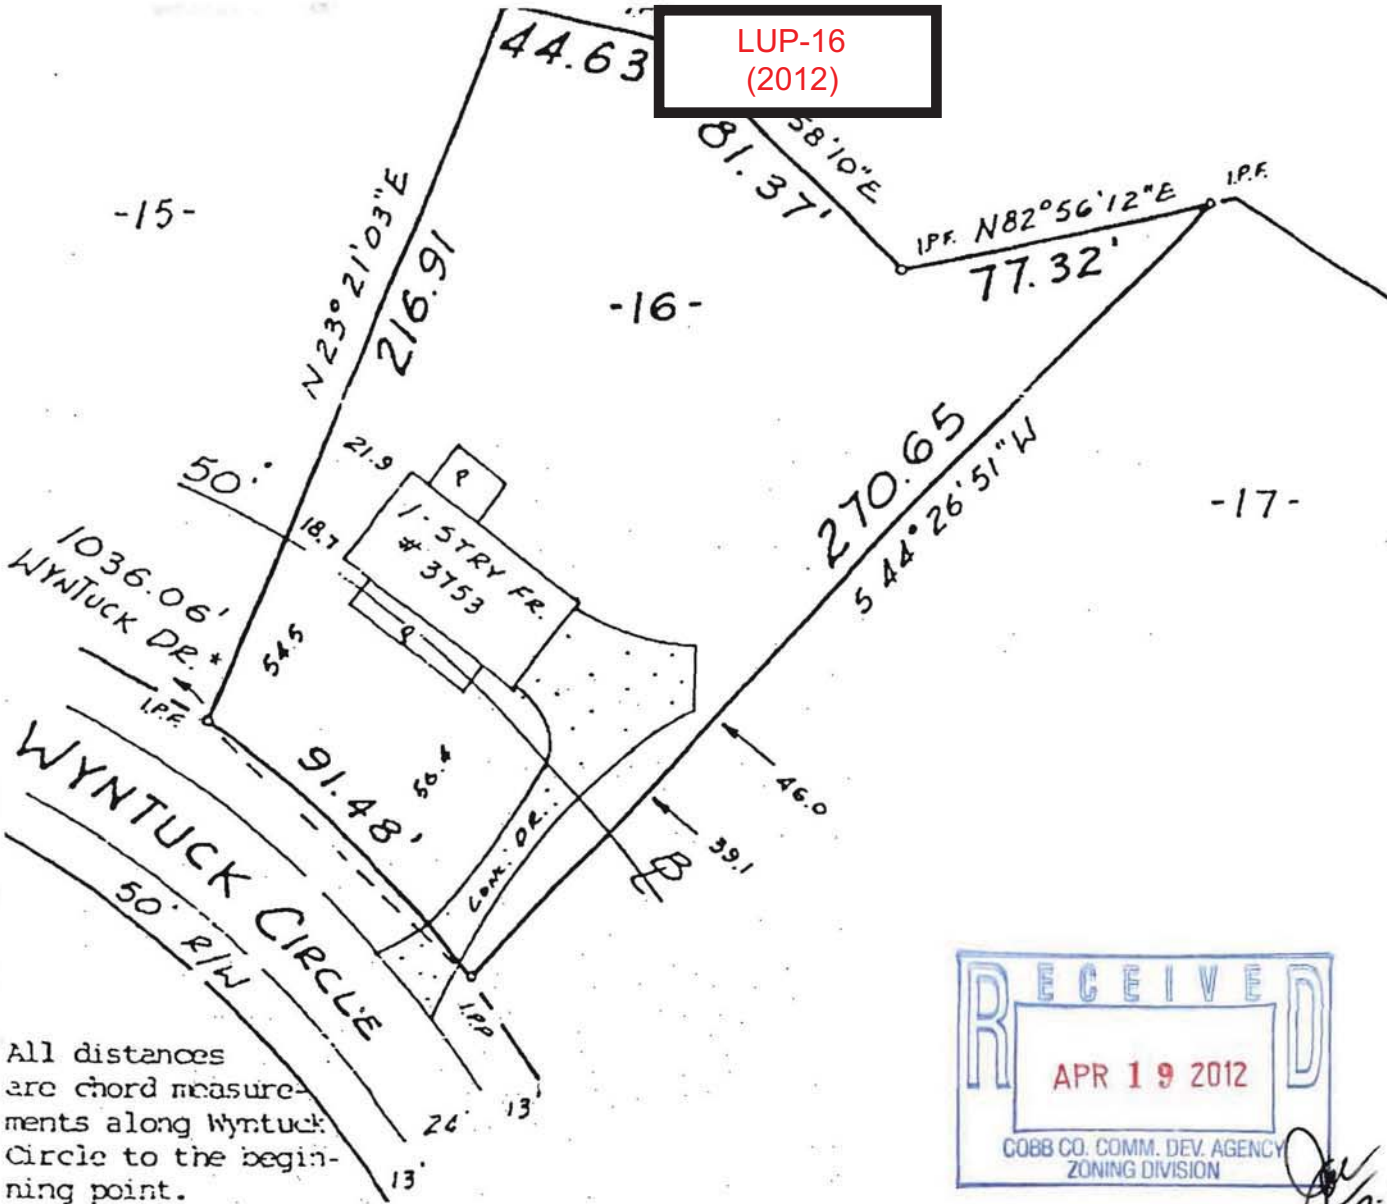 LUP-16
(2012)
44.63
58'10"E
81.37'
I.P.F.
N82°56'12"E
I.P.F.
77.32'
-15-
N23°21'03"E
216.91
-16-
270.65
S 44°26'51"W
-17-
50'
21.9
18.7
P
1-STRY FR.
# 3753
P
1036.06'
WYNTUCK DR.*
54.5
I.P.F.
91.48'
50.4
CONC. DR.
46.0
39.1
BL
WYNTUCK CIRCLE
50' R/W
I.P.P
13'
24'
13'
All distances
are chord measure-
ments along Wyntuck
Circle to the begin-
ning point.
RECEIVED
APR 19 2012
COBB CO. COMM. DEV. AGENCY
ZONING DIVISION